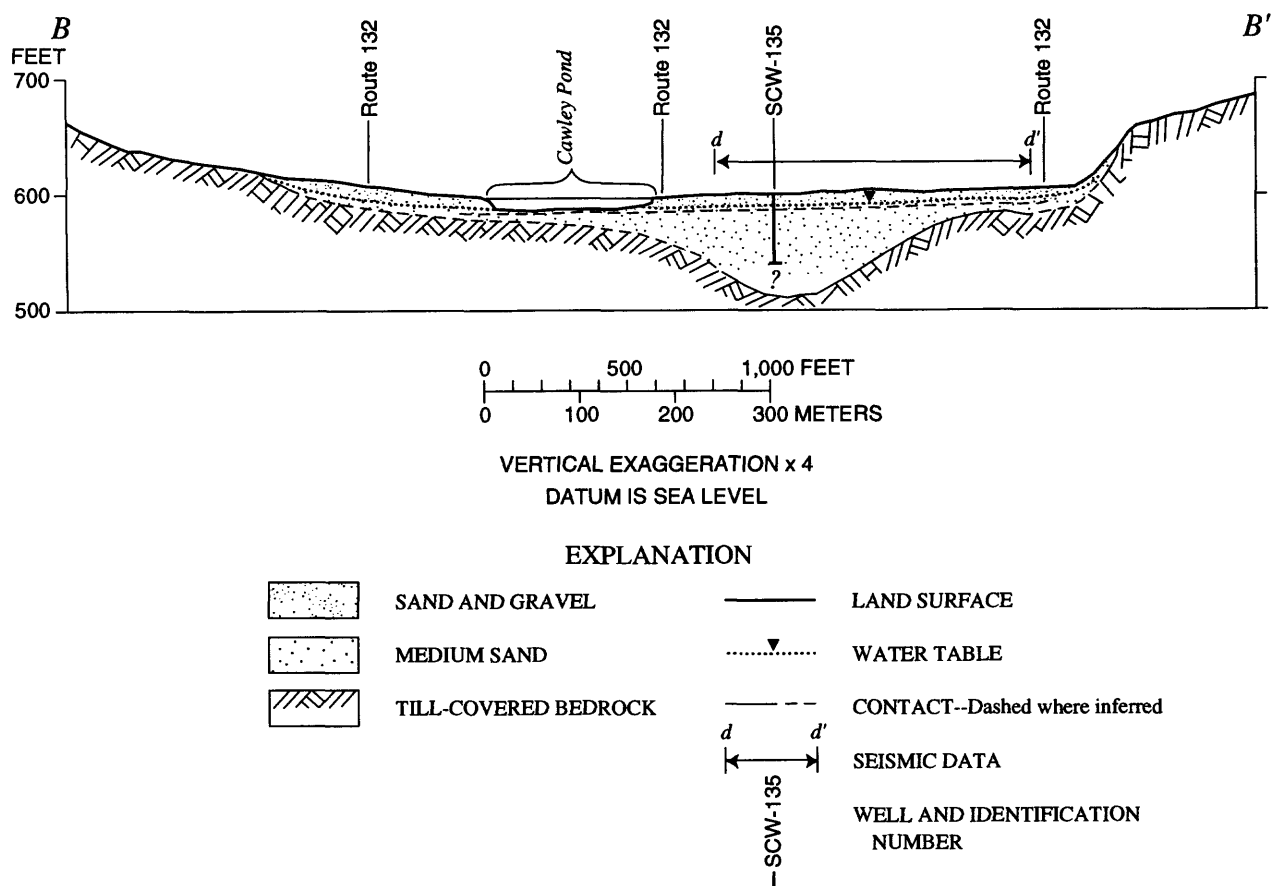 B
B'
FEET
700
600
500
Route 132
Cawley Pond
Route 132
SCW-135
d
d'
Route 132
?
0 500 1,000 FEET
0 100 200 300 METERS
VERTICAL EXAGGERATION x 4
DATUM IS SEA LEVEL
EXPLANATION
SAND AND GRAVEL
MEDIUM SAND
TILL-COVERED BEDROCK
LAND SURFACE
WATER TABLE
CONTACT--Dashed where inferred
d d'
SEISMIC DATA
SCW-135
WELL AND IDENTIFICATION
NUMBER